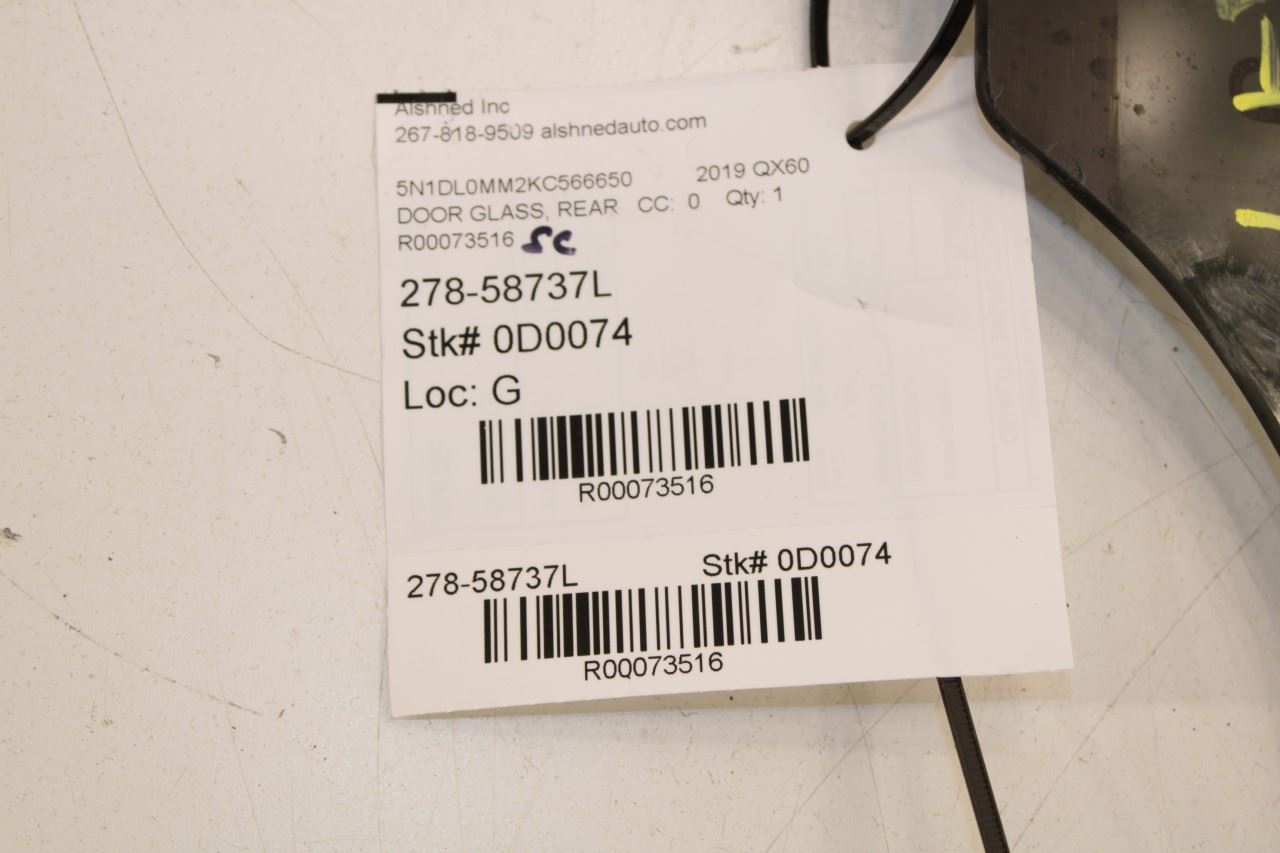 Alshned Inc
267-818-9509 alshnedauto.com
5N1DL0MM2KC566650 2019 QX60
DOOR GLASS, REAR CC: 0 Qty: 1
R00073516 SC
278-58737L
Stk# 0D0074
Loc: G
R00073516
278-58737L Stk# 0D0074
R00073516